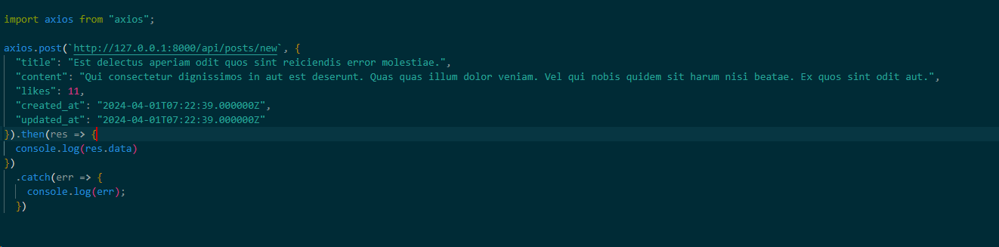 import axios from "axios";
axios.post(`http://127.0.0.1:8000/api/posts/new`, {
  "title": "Est delectus aperiam odit quos sint reiciendis error molestiae.",
  "content": "Qui consectetur dignissimos in aut est deserunt. Quas quas illum dolor veniam. Vel qui nobis quidem sit harum nisi beatae. Ex quos sint odit aut.",
  "likes": 11,
  "created_at": "2024-04-01T07:22:39.000000Z",
  "updated_at": "2024-04-01T07:22:39.000000Z"
}).then(res => {
  console.log(res.data)
})
  .catch(err => {
    console.log(err);
  })